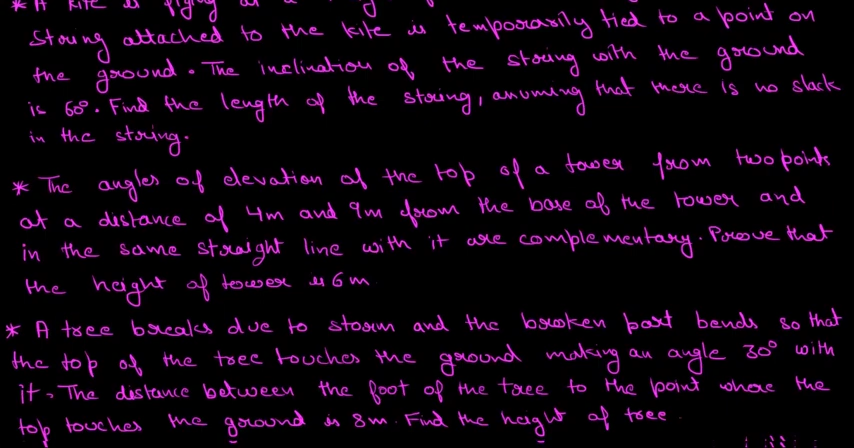 * A kite is flying at a
string attached to the kite is temporarily tied to a point on
the ground. The inclination of the string with the ground
is 60°. Find the length of the string, assuming that there is no slack
in the string.
* The angles of elevation of the top of a tower from two points
at a distance of 4m and 9m from the base of the tower and
in the same straight line with it are complementary. Prove that
the height of tower is 6m
* A tree breaks due to storm and the broken part bends so that
the top of the tree touches the ground making an angle 30° with
it. The distance between the foot of the tree to the point where the
top touches the ground is 8m. Find the height of tree.